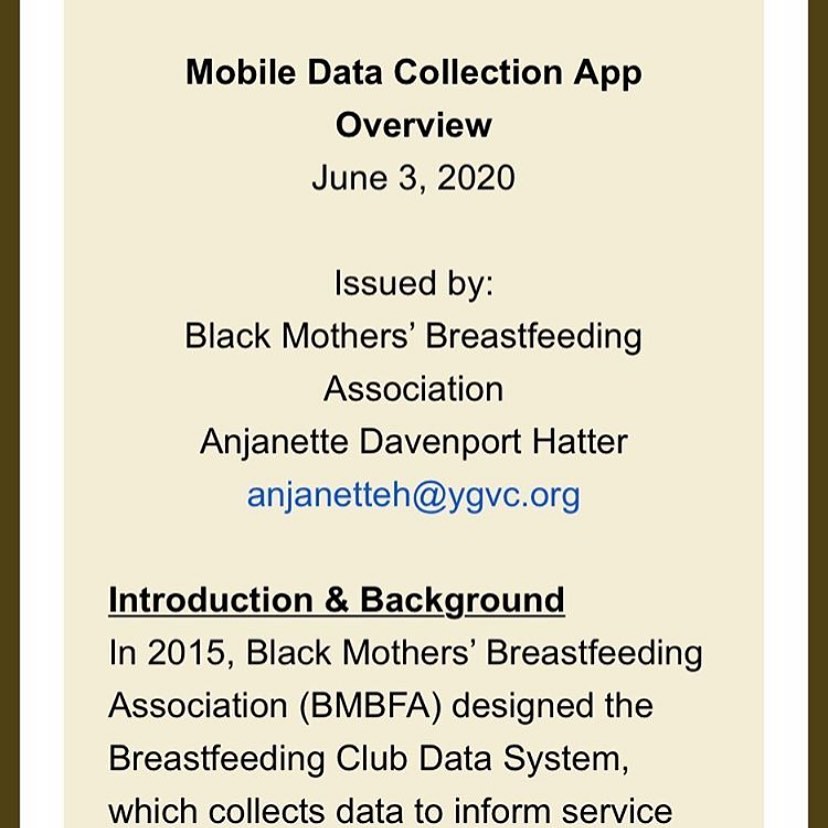 Mobile Data Collection App
Overview
June 3, 2020
Issued by:
Black Mothers’ Breastfeeding
Association
Anjanette Davenport Hatter
anjanetteh@ygvc.org
Introduction & Background
In 2015, Black Mothers’ Breastfeeding
Association (BMBFA) designed the
Breastfeeding Club Data System,
which collects data to inform service